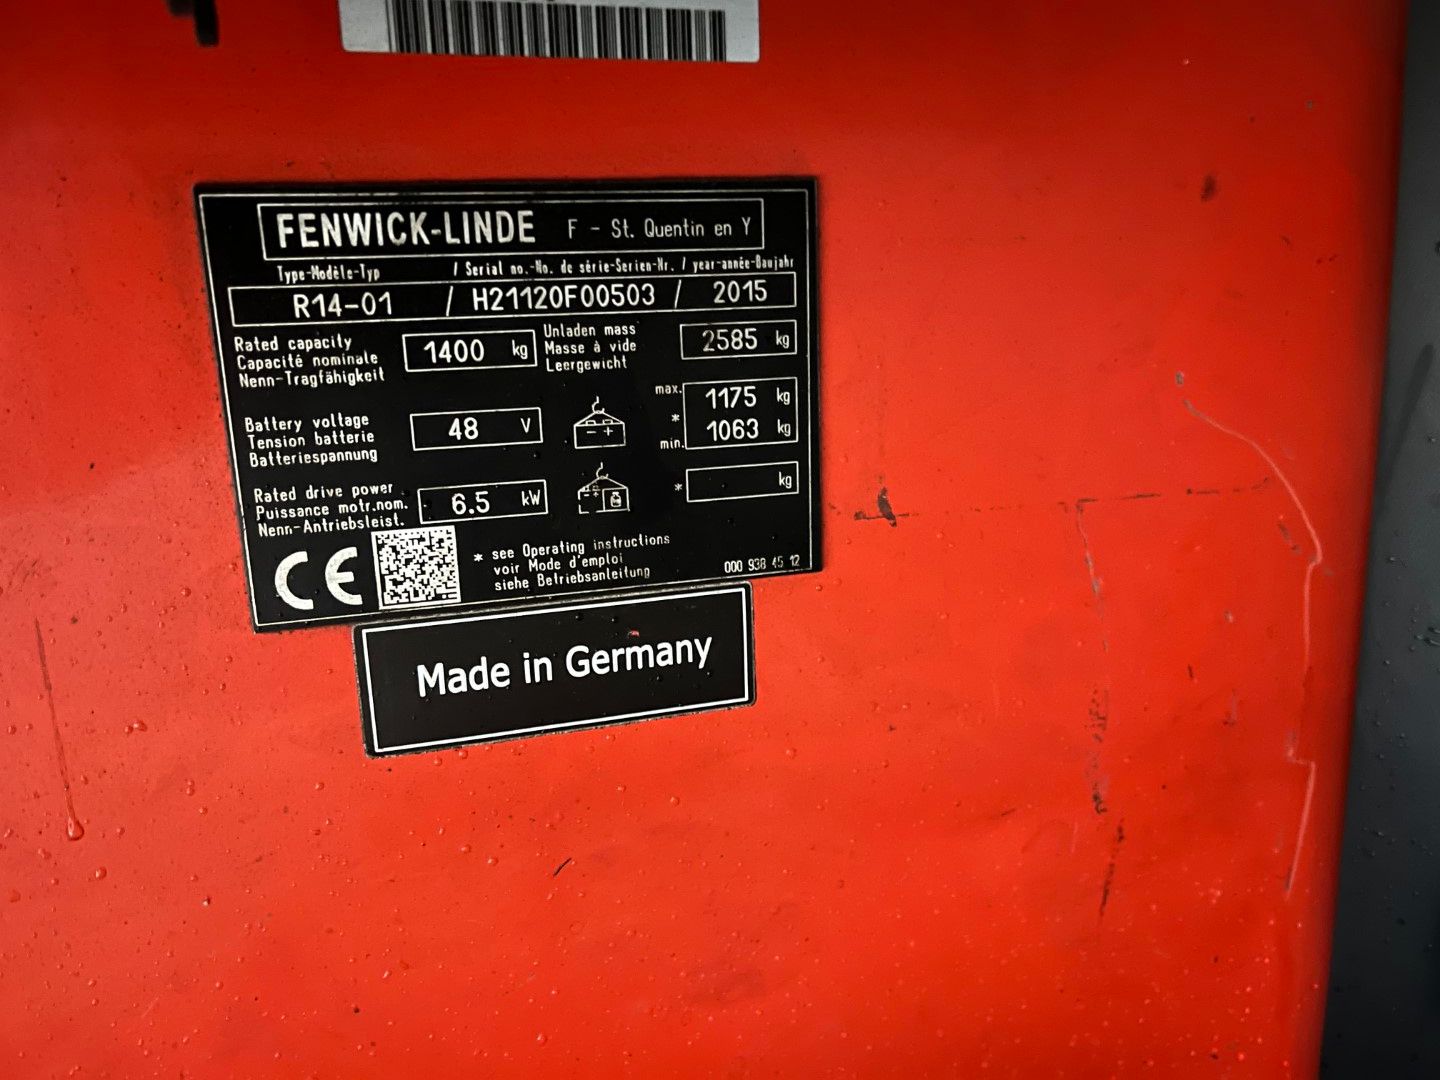 FENWICK-LINDE F - St. Quentin en Y
Type-Modèle-Typ / Serial no.-No. de série-Serien-Nr. / year-année-Baujahr
R14-01 / H21120F00503 / 2015
Rated capacity
Capacité nominale
Nenn-Tragfähigkeit
1400 kg
Unladen mass
Masse à vide
Leergewicht
2585 kg
Battery voltage
Tension batterie
Batteriespannung
48 V
- +
max. 1175 kg
*
min. 1063 kg
Rated drive power
Puissance motr.nom.
Nenn-Antriebsleist.
6.5 kW
* kg
CE
* see Operating instructions
voir Mode d'emploi
siehe Betriebsanleitung
000 938 45 12
Made in Germany